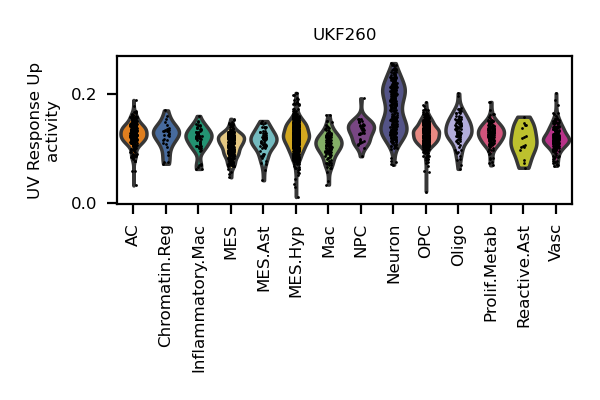 UKF260
UV Response Up
activity
0.2
0.0
AC
Chromatin.Reg
Inflammatory.Mac
MES
MES.Ast
MES.Hyp
Mac
NPC
Neuron
OPC
Oligo
Prolif.Metab
Reactive.Ast
Vasc